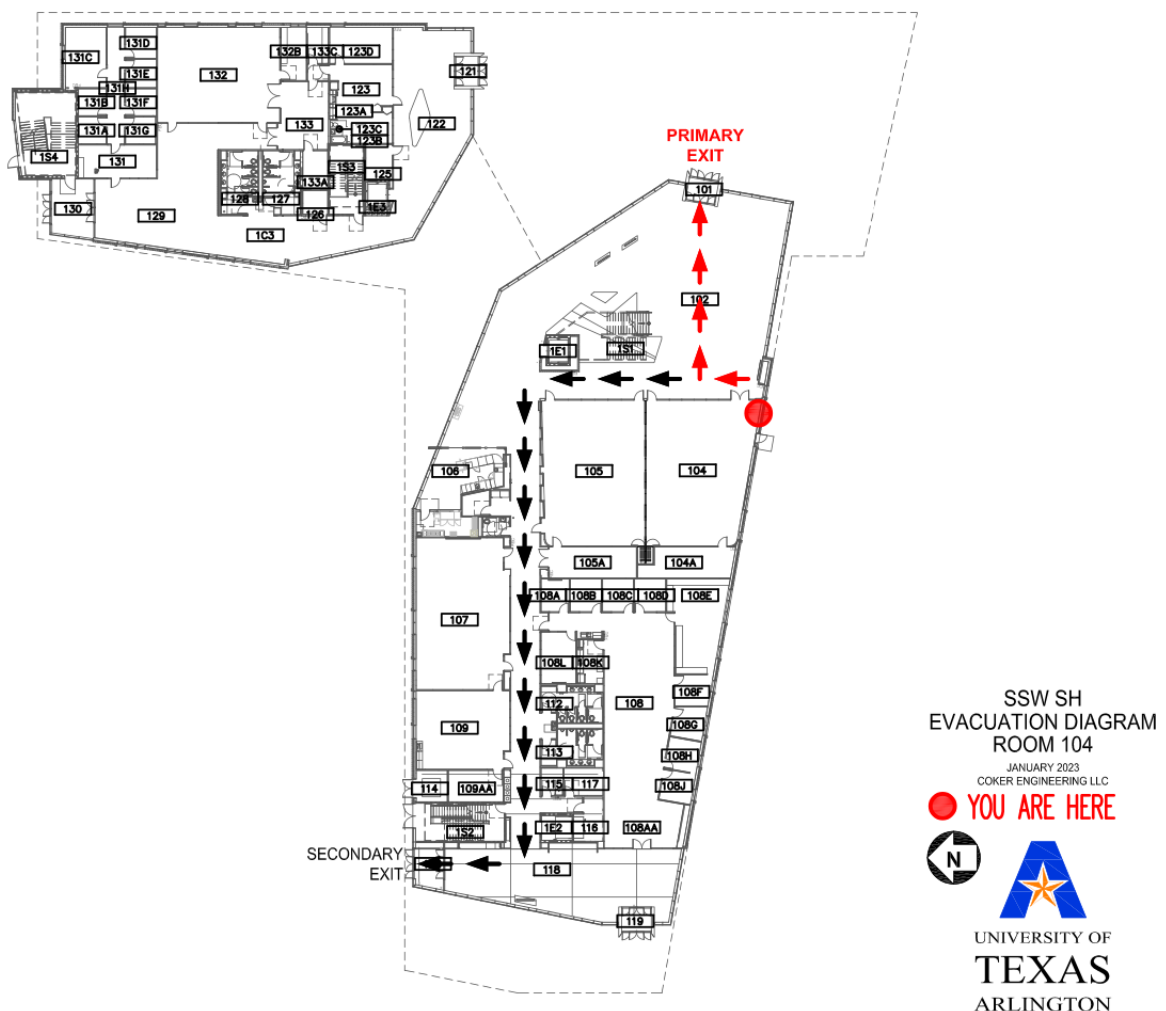 131D
132B
133C
123D
131C
121
131E
132
123
131H
131B
131F
123A
122
133
123C
131A
131G
123B
1S4
131
1S3
125
133A
128
127
1E3
130
129
126
1C3
PRIMARY
EXIT
101
102
1E1
1S1
106
105
104
105A
104A
108A
108B
108C
108D
108E
107
108L
108K
108F
112
108
108G
109
113
108H
114
109AA
115
117
108J
1S2
1E2
116
108AA
SECONDARY
EXIT
118
119
SSW SH
EVACUATION DIAGRAM
ROOM 104
JANUARY 2023
COKER ENGINEERING LLC
YOU ARE HERE
N
UNIVERSITY OF
TEXAS
ARLINGTON